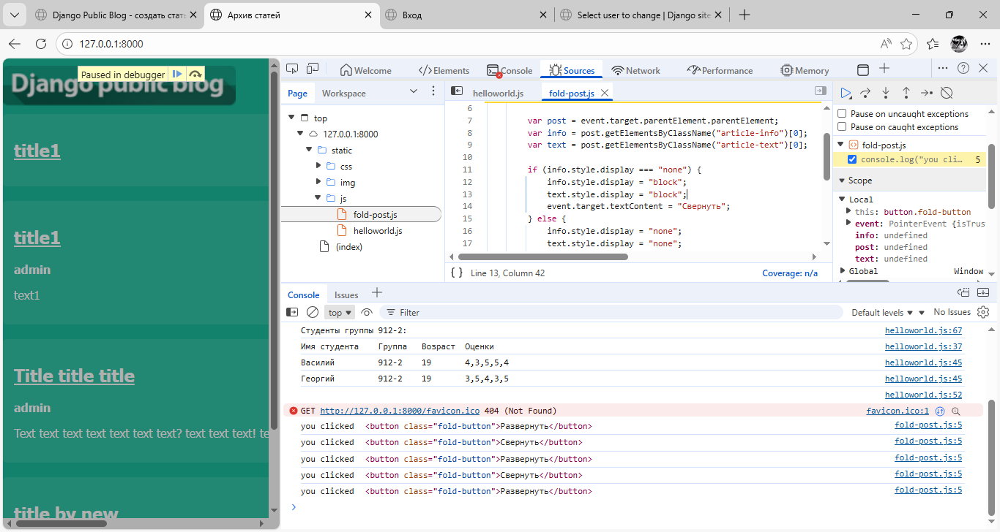 Django Public Blog - создать стать
Архив статей
Вход
Select user to change | Django site
127.0.0.1:8000
Paused in debugger
Django public blog
title1
title1
admin
text1
Title title title
admin
Text text text text text text text? text text text! te
title by new
Welcome
Elements
Console
Sources
Network
Performance
Memory
Page
Workspace
top
127.0.0.1:8000
static
css
img
js
fold-post.js
helloworld.js
(index)
helloworld.js
fold-post.js
6
7 var post = event.target.parentElement.parentElement;
8 var info = post.getElementsByClassName("article-info")[0];
9 var text = post.getElementsByClassName("article-text")[0];
10
11 if (info.style.display === "none") {
12 info.style.display = "block";
13 text.style.display = "block";
14 event.target.textContent = "Свернуть";
15 } else {
16 info.style.display = "none";
17 text.style.display = "none";
{ } Line 13, Column 42
Coverage: n/a
Pause on uncaught exceptions
Pause on caught exceptions
fold-post.js
console.log("you cli... 5
Scope
Local
this: button.fold-button
event: PointerEvent {isTrus
info: undefined
post: undefined
text: undefined
Global Window
Console Issues
top
Filter
Default levels
No Issues
Студенты группы 912-2: helloworld.js:67
Имя студента Группа Возраст Оценки helloworld.js:37
Василий 912-2 19 4,3,5,5,4 helloworld.js:45
Георгий 912-2 19 3,5,4,3,5 helloworld.js:45
helloworld.js:52
GET http://127.0.0.1:8000/favicon.ico 404 (Not Found) favicon.ico:1
you clicked <button class="fold-button">Развернуть</button> fold-post.js:5
you clicked <button class="fold-button">Свернуть</button> fold-post.js:5
you clicked <button class="fold-button">Развернуть</button> fold-post.js:5
you clicked <button class="fold-button">Свернуть</button> fold-post.js:5
you clicked <button class="fold-button">Развернуть</button> fold-post.js:5